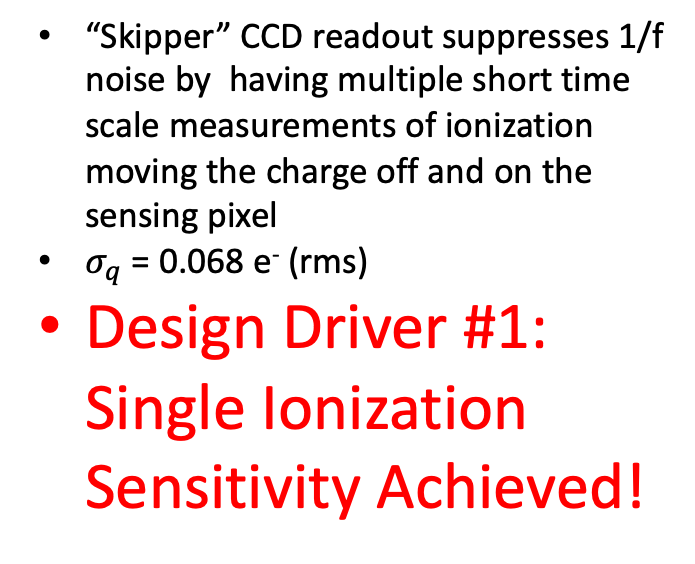 • “Skipper” CCD readout suppresses 1/f
noise by  having multiple short time
scale measurements of ionization
moving the charge off and on the
sensing pixel
• σq = 0.068 e- (rms)
• Design Driver #1:
Single Ionization
Sensitivity Achieved!